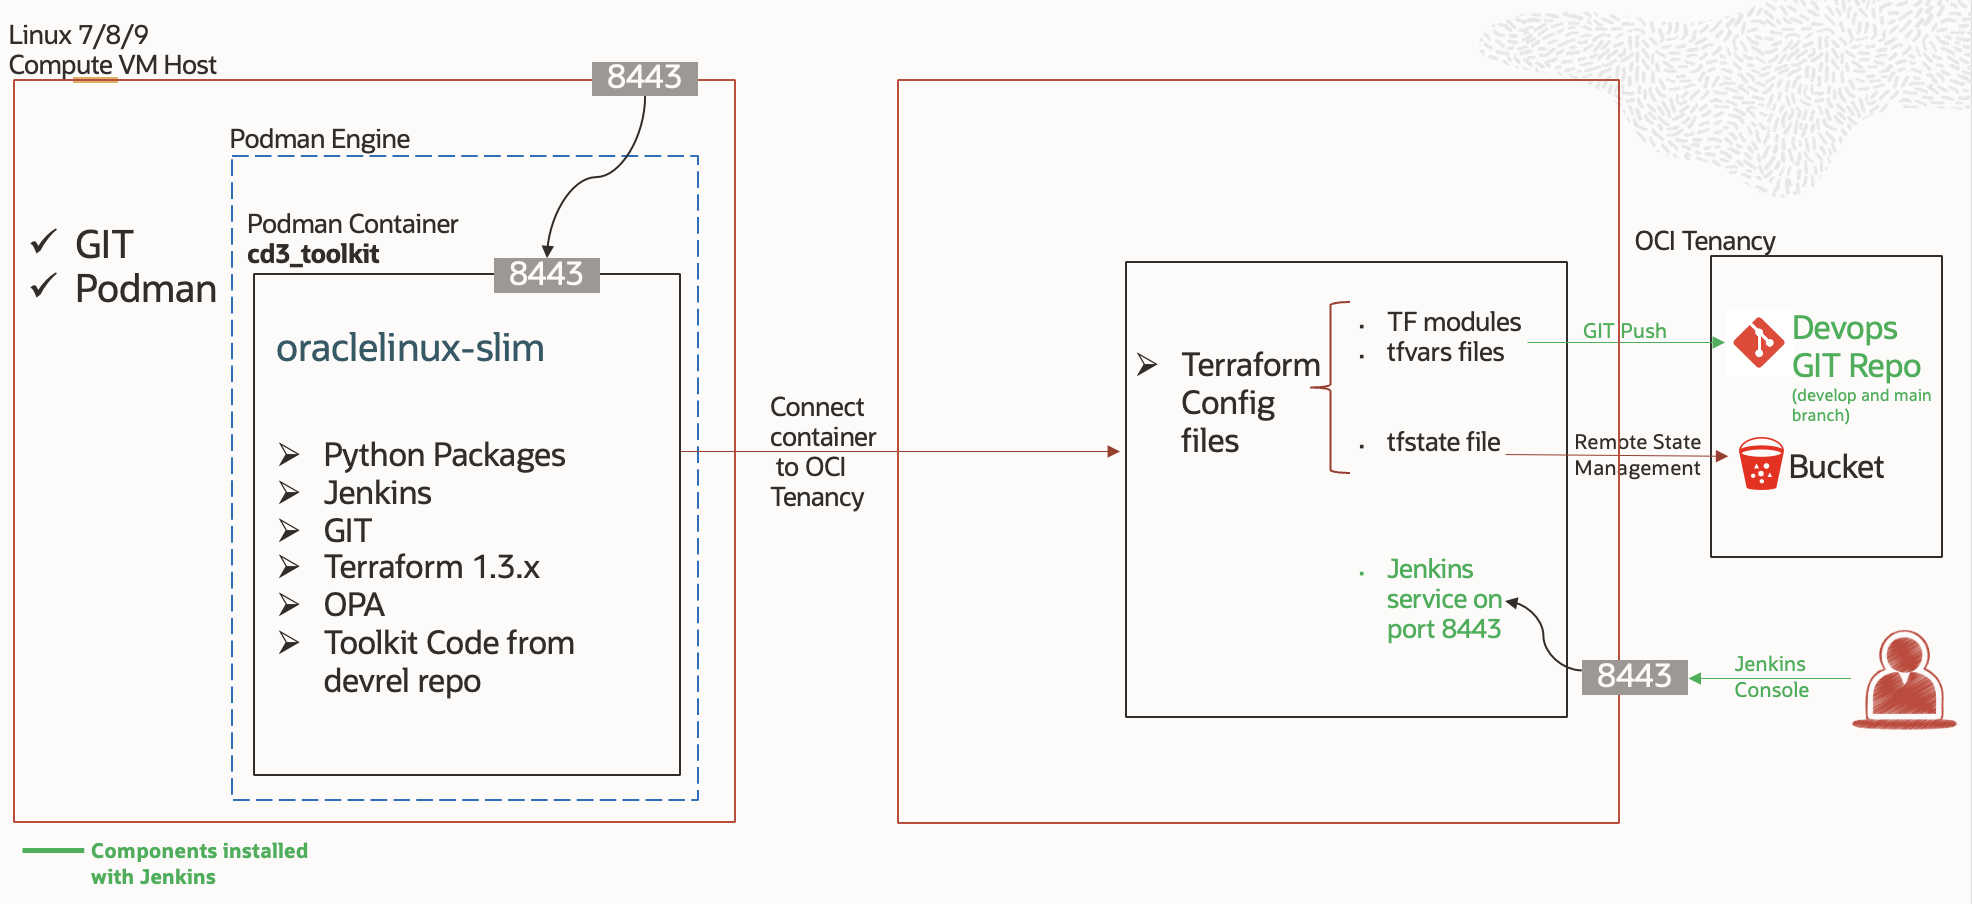 Linux 7/8/9
Compute VM Host
8443
Podman Engine
Podman Container
cd3_toolkit
8443
GIT
Podman
oraclelinux-slim
Python Packages
Jenkins
GIT
Terraform 1.3.x
OPA
Toolkit Code from
devrel repo
Components installed
with Jenkins
Connect
container
to OCI
Tenancy
Terraform
Config
files
TF modules
tfvars files
tfstate file
Jenkins
service on
port 8443
GIT Push
Remote State
Management
8443
Jenkins
Console
OCI Tenancy
Devops
GIT Repo
(develop and main
branch)
Bucket